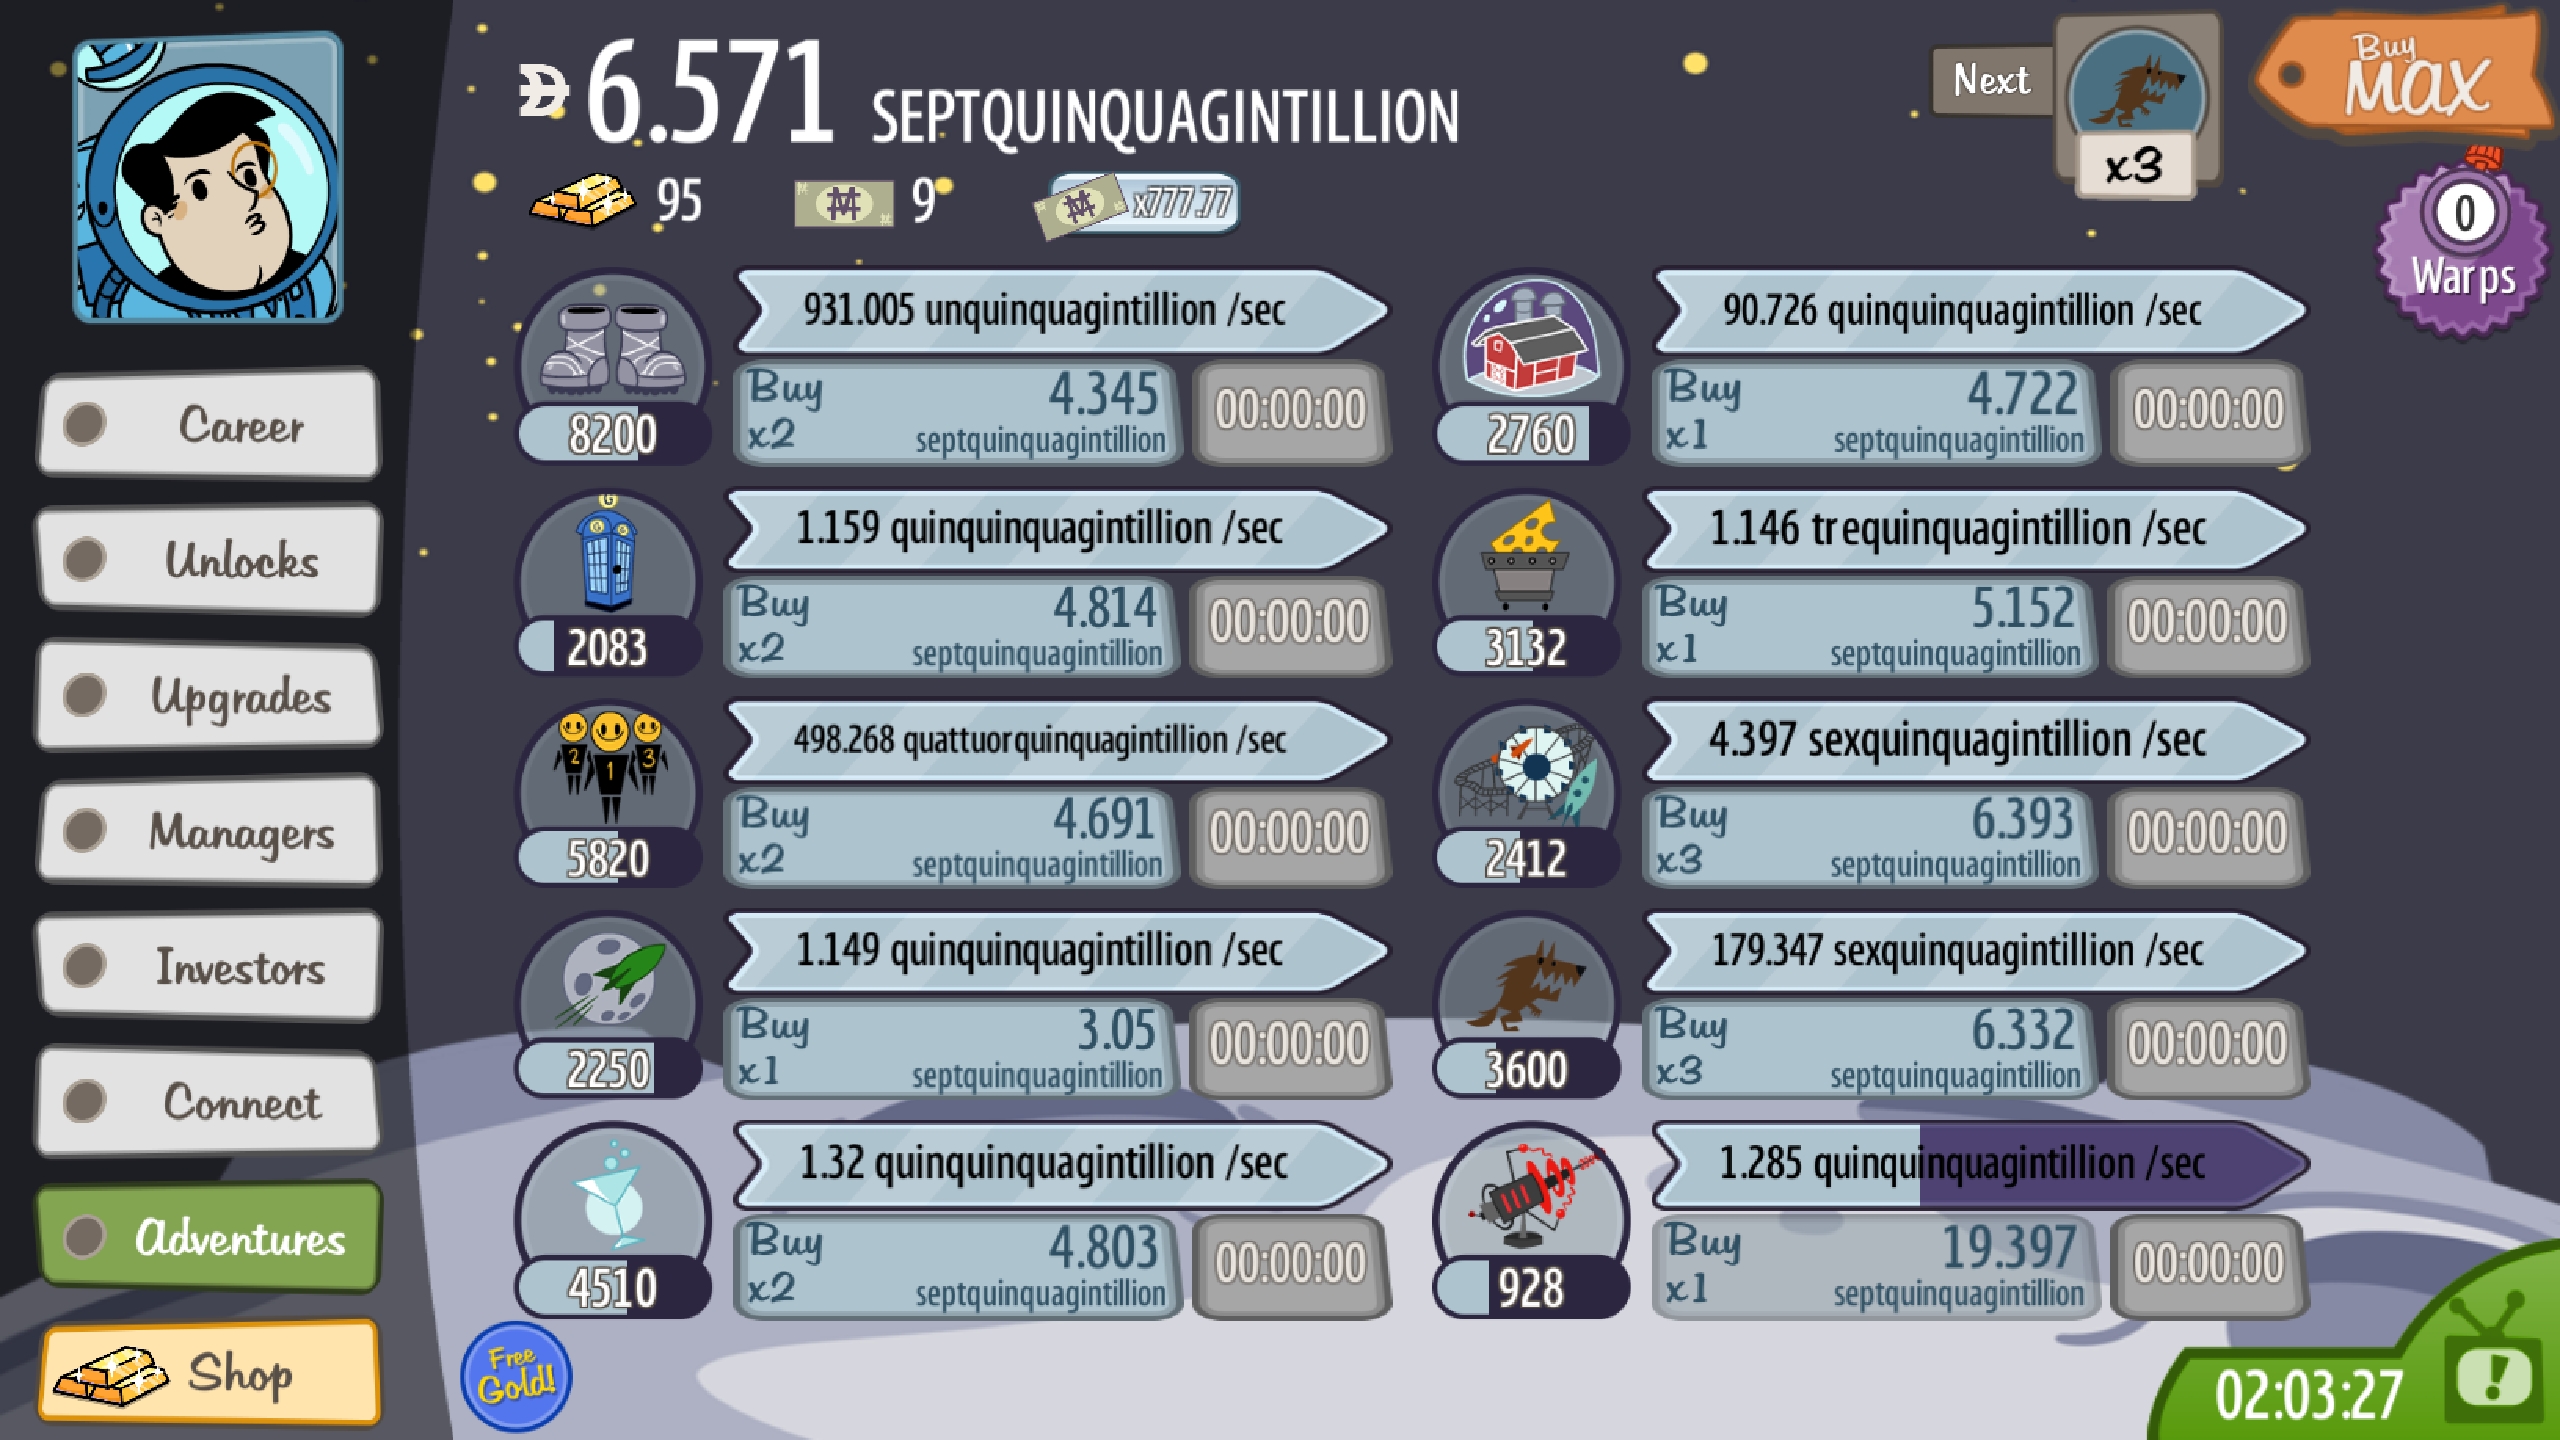 6.571 SEPTQUINQUAGINTILLION
Next
x3
Buy
MAX
95
9
x777.77
0
Warps
Career
Unlocks
Upgrades
Managers
Investors
Connect
Adventures
Shop
931.005 unquinquagintillion /sec
Buy 4.345
x2 septquinquagintillion
00:00:00
8200
90.726 quinquinquagintillion /sec
Buy 4.722
x1 septquinquagintillion
00:00:00
2760
G
G G
1.159 quinquinquagintillion /sec
Buy 4.814
x2 septquinquagintillion
00:00:00
2083
1.146 trequinquagintillion /sec
Buy 5.152
x1 septquinquagintillion
00:00:00
3132
2 1 3
498.268 quattuorquinquagintillion /sec
Buy 4.691
x2 septquinquagintillion
00:00:00
5820
4.397 sexquinquagintillion /sec
Buy 6.393
x3 septquinquagintillion
00:00:00
2412
1.149 quinquinquagintillion /sec
Buy 3.05
x1 septquinquagintillion
00:00:00
2250
179.347 sexquinquagintillion /sec
Buy 6.332
x3 septquinquagintillion
00:00:00
3600
1.32 quinquinquagintillion /sec
Buy 4.803
x2 septquinquagintillion
00:00:00
4510
1.285 quinquinquagintillion /sec
Buy 19.397
x1 septquinquagintillion
00:00:00
928
Free
Gold!
02:03:27
!